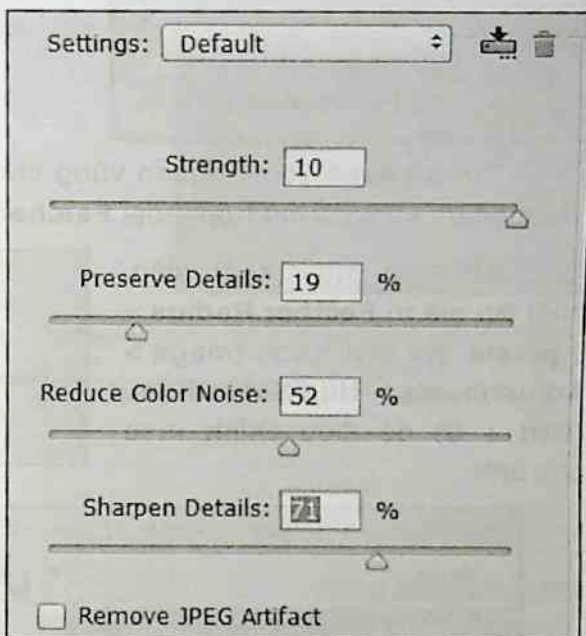 Settings: Default
Strength: 10
Preserve Details: 19 %
Reduce Color Noise: 52 %
Sharpen Details: 71 %
Remove JPEG Artifact